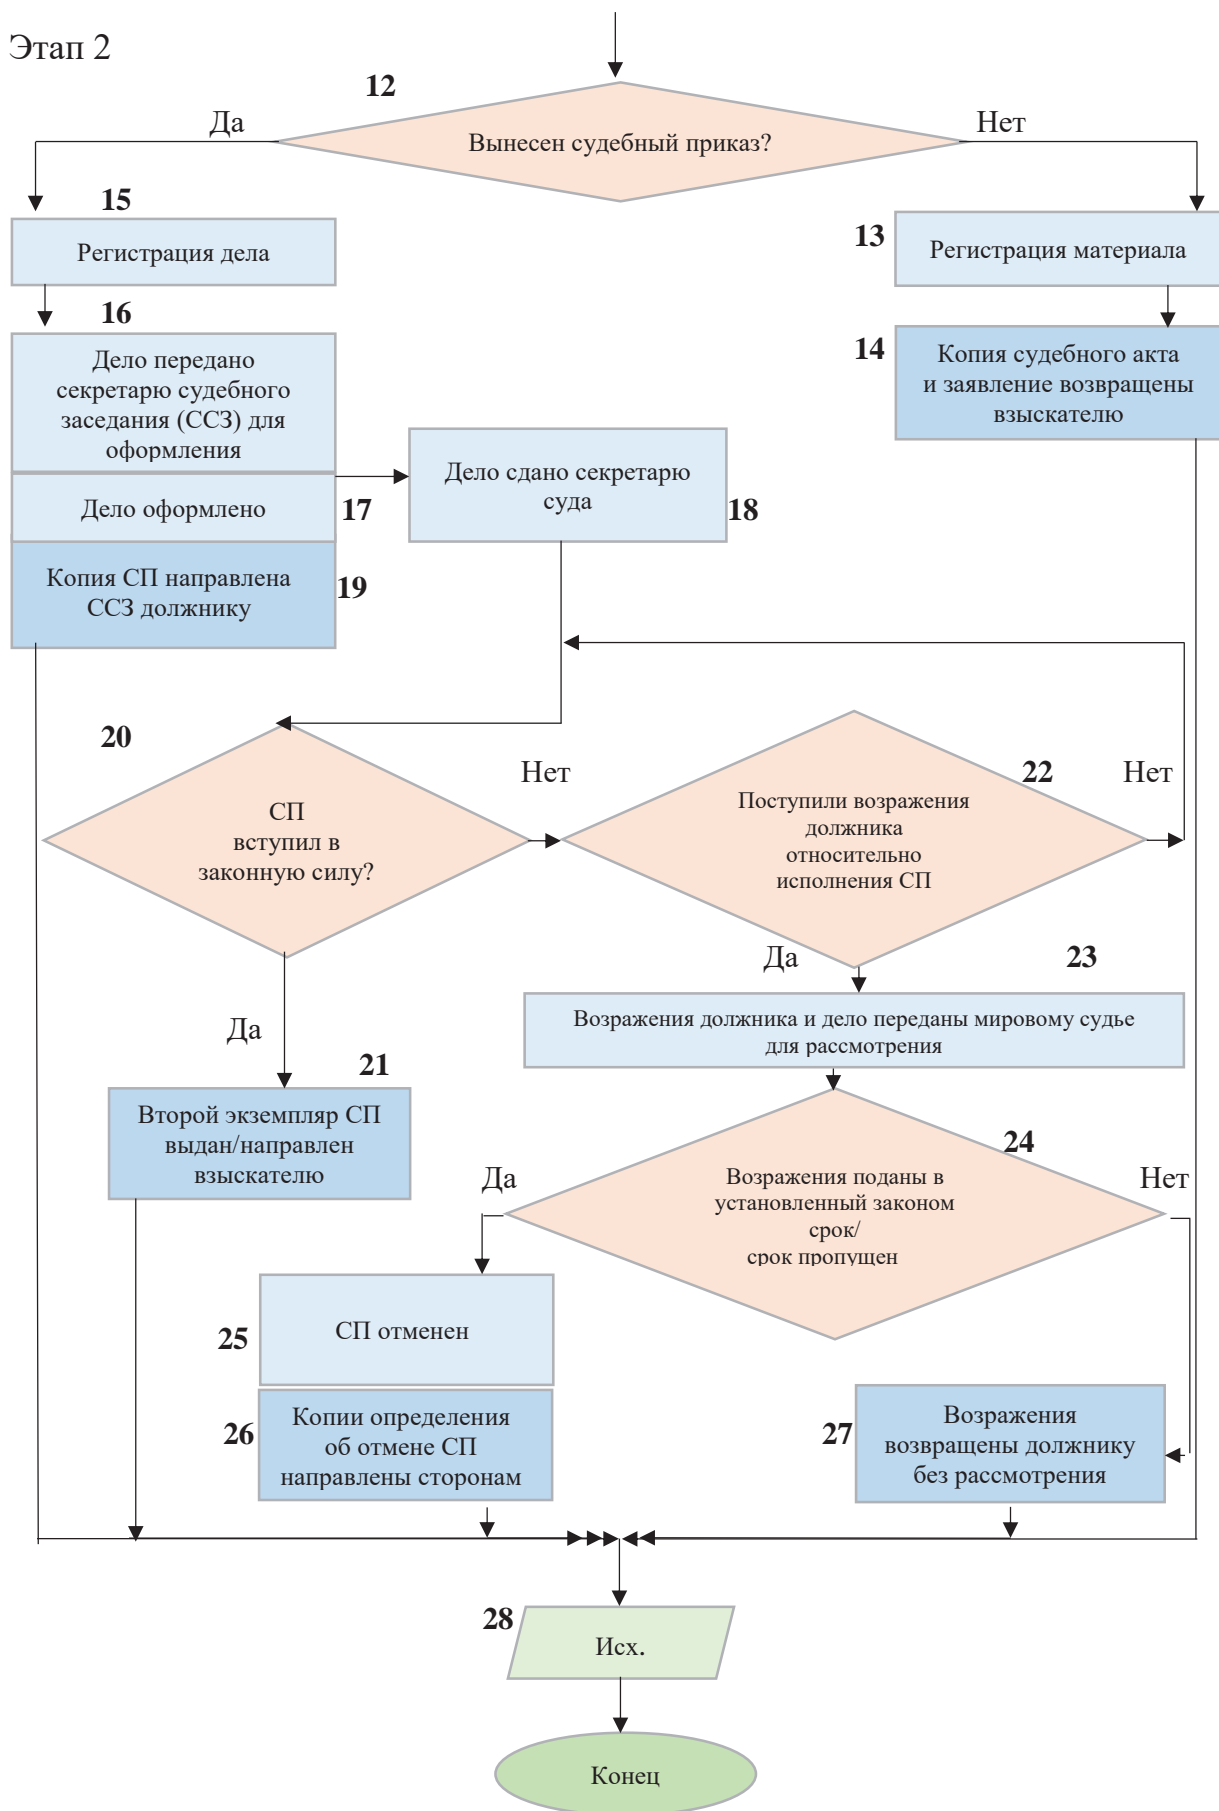 Этап 2
12
Да
Нет
Вынесен судебный приказ?
15
13
Регистрация дела
Регистрация материала
16
14
Дело передано
секретарю судебного
заседания (ССЗ) для
оформления
Копия судебного акта
и заявление возвращены
взыскателю
Дело сдано секретарю
суда
18
Дело оформлено
17
Копия СП направлена
ССЗ должнику
19
20
Нет
22
Нет
СП
вступил в
законную силу?
Поступили возражения
должника
относительно
исполнения СП
Да
23
Да
Возражения должника и дело переданы мировому судье
для рассмотрения
21
Второй экземпляр СП
выдан/направлен
взыскателю
24
Да
Нет
Возражения поданы в
установленный законом
срок/
срок пропущен
25
СП отменен
26
Копии определения
об отмене СП
направлены сторонам
27
Возражения
возвращены должнику
без рассмотрения
28
Исх.
Конец